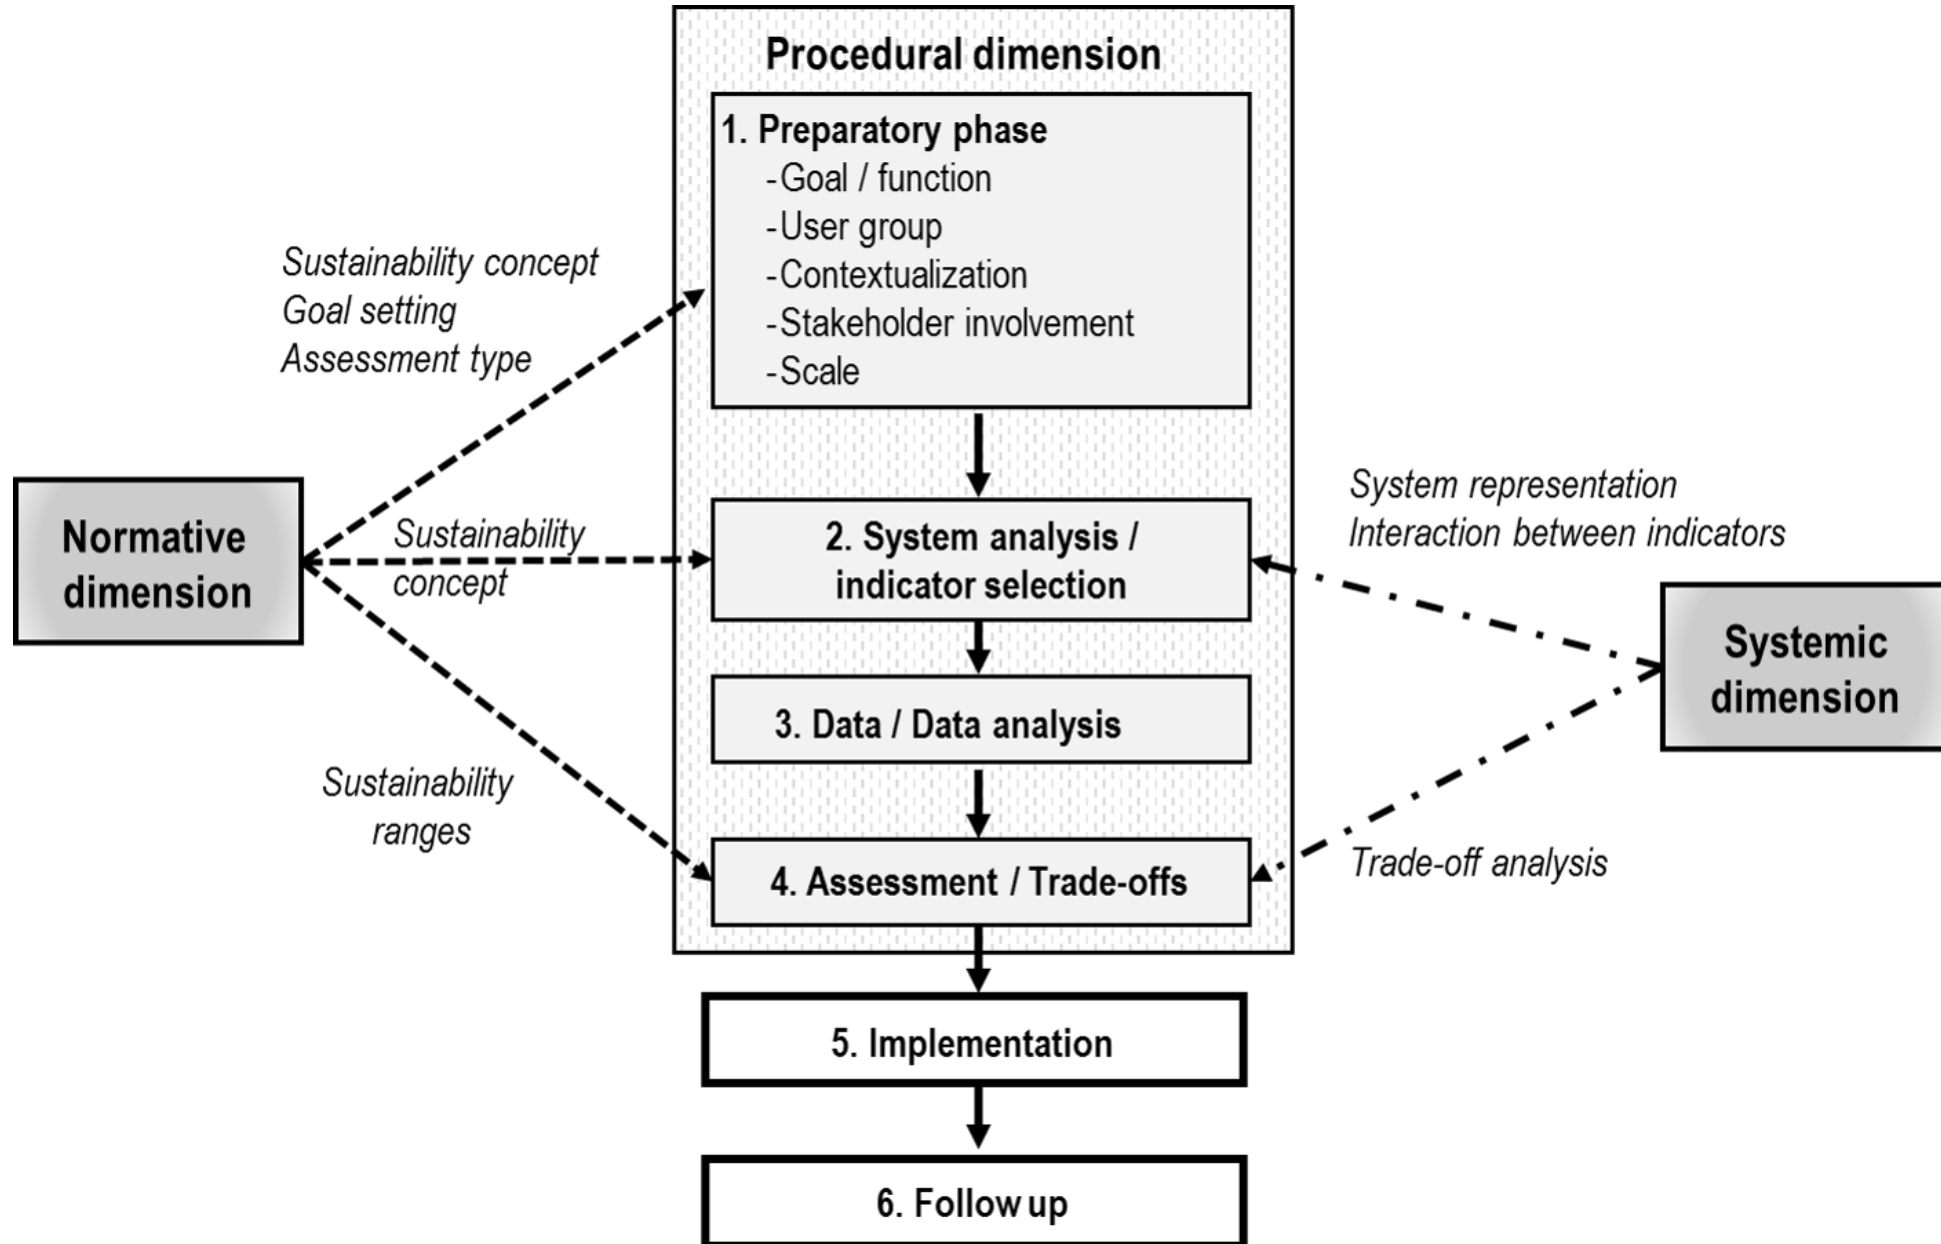 Procedural dimension
1. Preparatory phase
-Goal / function
-User group
-Contextualization
-Stakeholder involvement
-Scale
Sustainability concept
Goal setting
Assessment type
Normative
dimension
Sustainability
concept
Sustainability
ranges
2. System analysis /
indicator selection
3. Data / Data analysis
4. Assessment / Trade-offs
System representation
Interaction between indicators
Systemic
dimension
Trade-off analysis
5. Implementation
6. Follow up